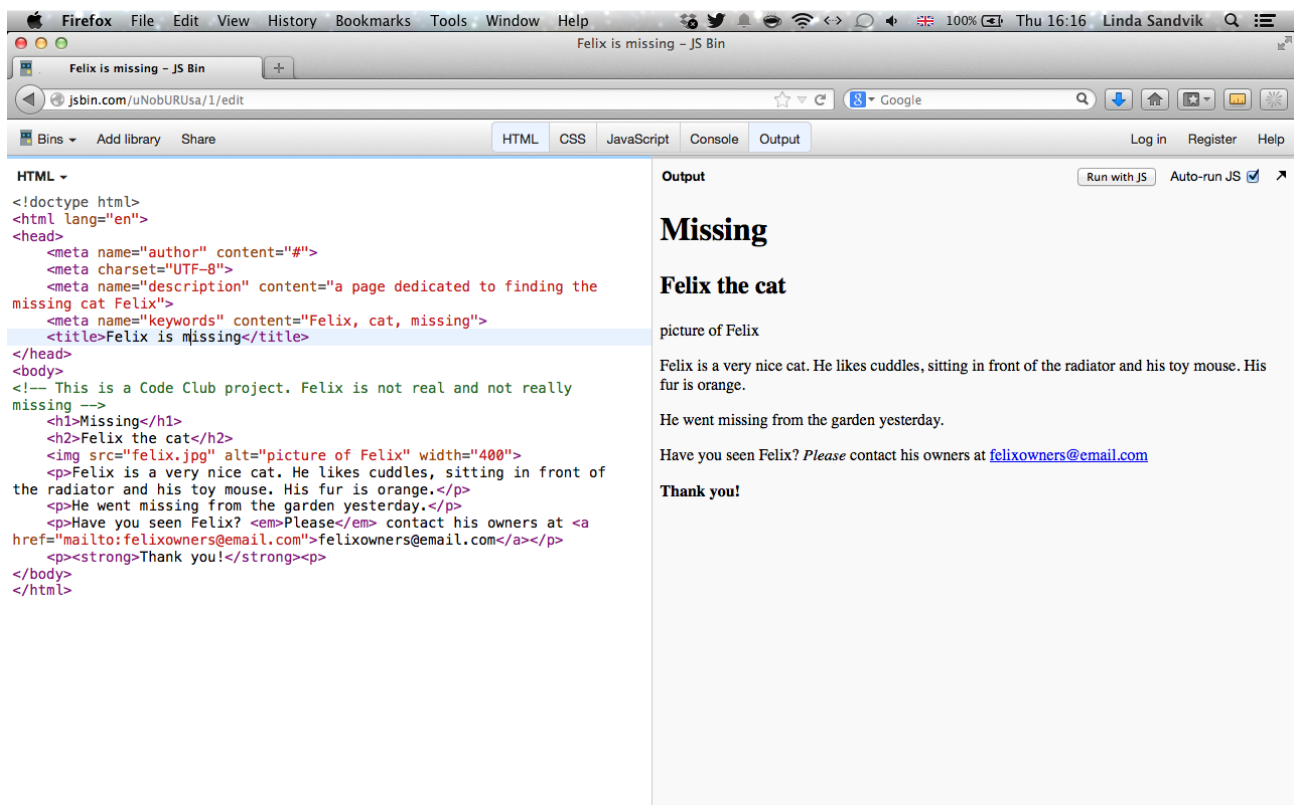 Firefox File Edit View History Bookmarks Tools Window Help 100% Thu 16:16 Linda Sandvik
Felix is missing – JS Bin
Felix is missing – JS Bin +
jsbin.com/uNobURUsa/1/edit Google
Bins Add library Share HTML CSS JavaScript Console Output Log in Register Help
HTML
<!doctype html>
<html lang="en">
<head>
<meta name="author" content="#">
<meta charset="UTF-8">
<meta name="description" content="a page dedicated to finding the
missing cat Felix">
<meta name="keywords" content="Felix, cat, missing">
<title>Felix is missing</title>
</head>
<body>
<!-- This is a Code Club project. Felix is not real and not really
missing -->
<h1>Missing</h1>
<h2>Felix the cat</h2>
<img src="felix.jpg" alt="picture of Felix" width="400">
<p>Felix is a very nice cat. He likes cuddles, sitting in front of
the radiator and his toy mouse. His fur is orange.</p>
<p>He went missing from the garden yesterday.</p>
<p>Have you seen Felix? <em>Please</em> contact his owners at <a
href="mailto:felixowners@email.com">felixowners@email.com</a></p>
<p><strong>Thank you!</strong><p>
</body>
</html>
Output Run with JS Auto-run JS
Missing
Felix the cat
picture of Felix
Felix is a very nice cat. He likes cuddles, sitting in front of the radiator and his toy mouse. His
fur is orange.
He went missing from the garden yesterday.
Have you seen Felix? Please contact his owners at felixowners@email.com
Thank you!